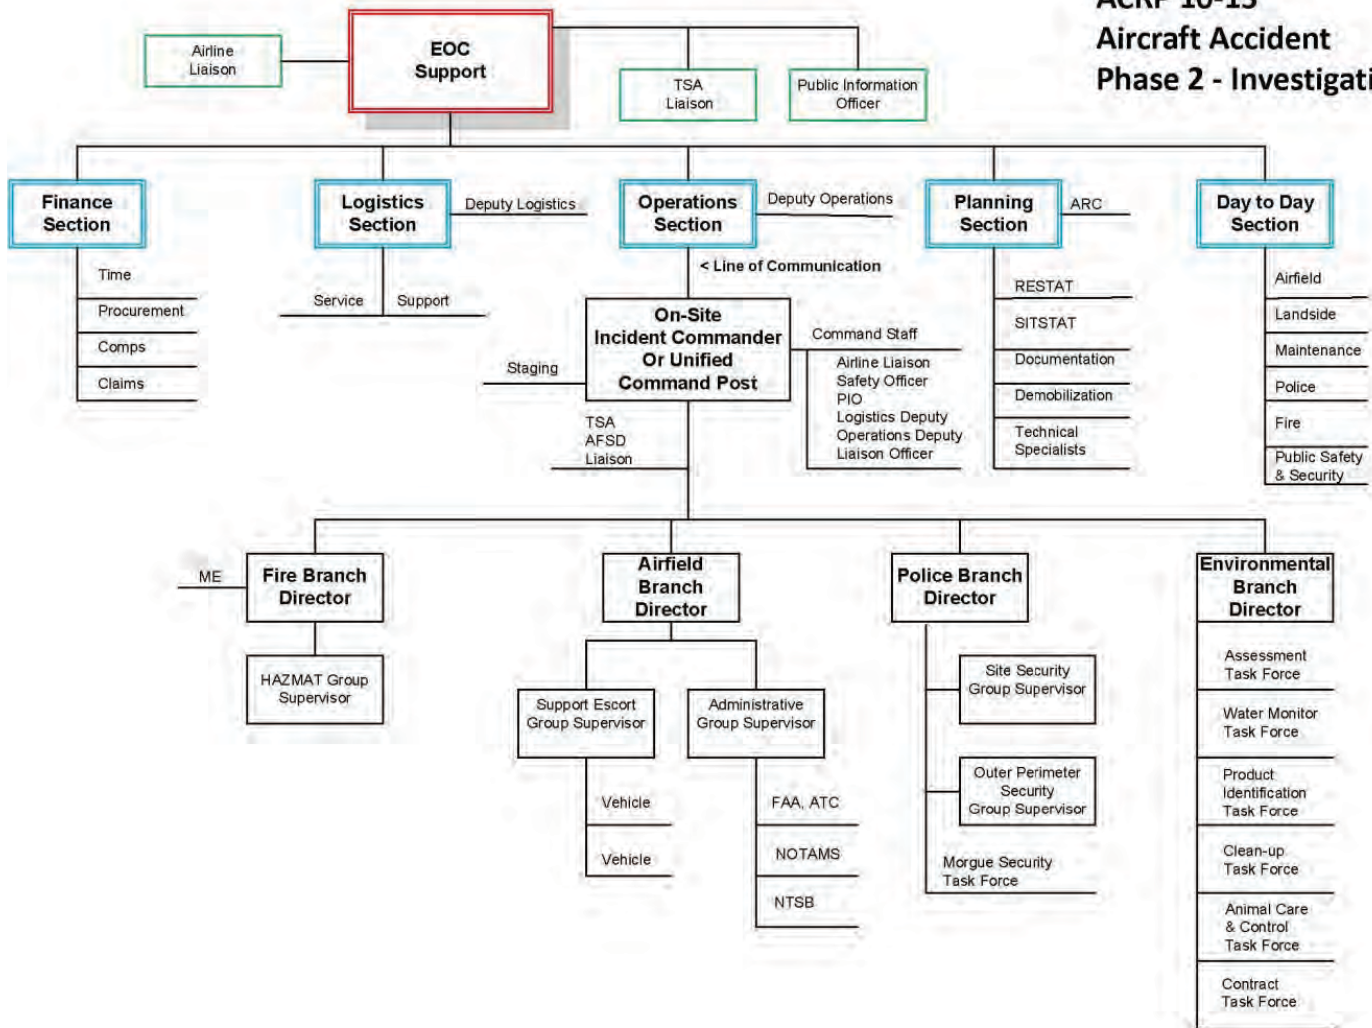 ACRP 10-13
Aircraft Accident
Phase 2 - Investigati
Airline
Liaison
EOC
Support
TSA
Liaison
Public Information
Officer
Finance
Section
Logistics
Section
Deputy Logistics
Operations
Section
Deputy Operations
Planning
Section
ARC
Day to Day
Section
< Line of Communication
Time
Procurement
Comps
Claims
Service
Support
On-Site
Incident Commander
Or Unified
Command Post
Staging
Command Staff
Airline Liaison
Safety Officer
PIO
Logistics Deputy
Operations Deputy
Liaison Officer
TSA
AFSD
Liaison
RESTAT
SITSTAT
Documentation
Demobilization
Technical
Specialists
Airfield
Landside
Maintenance
Police
Fire
Public Safety
& Security
ME
Fire Branch
Director
Airfield
Branch
Director
Police Branch
Director
Environmental
Branch
Director
HAZMAT Group
Supervisor
Support Escort
Group Supervisor
Administrative
Group Supervisor
Vehicle
Vehicle
FAA, ATC
NOTAMS
NTSB
Site Security
Group Supervisor
Outer Perimeter
Security
Group Supervisor
Morgue Security
Task Force
Assessment
Task Force
Water Monitor
Task Force
Product
Identification
Task Force
Clean-up
Task Force
Animal Care
& Control
Task Force
Contract
Task Force